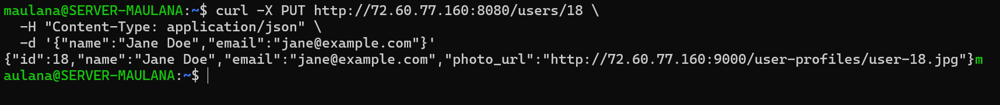 maulana@SERVER-MAULANA:~$ curl -X PUT http://72.60.77.160:8080/users/18 \
  -H "Content-Type: application/json" \
  -d '{"name":"Jane Doe","email":"jane@example.com"}'
{"id":18,"name":"Jane Doe","email":"jane@example.com","photo_url":"http://72.60.77.160:9000/user-profiles/user-18.jpg"}m
aulana@SERVER-MAULANA:~$